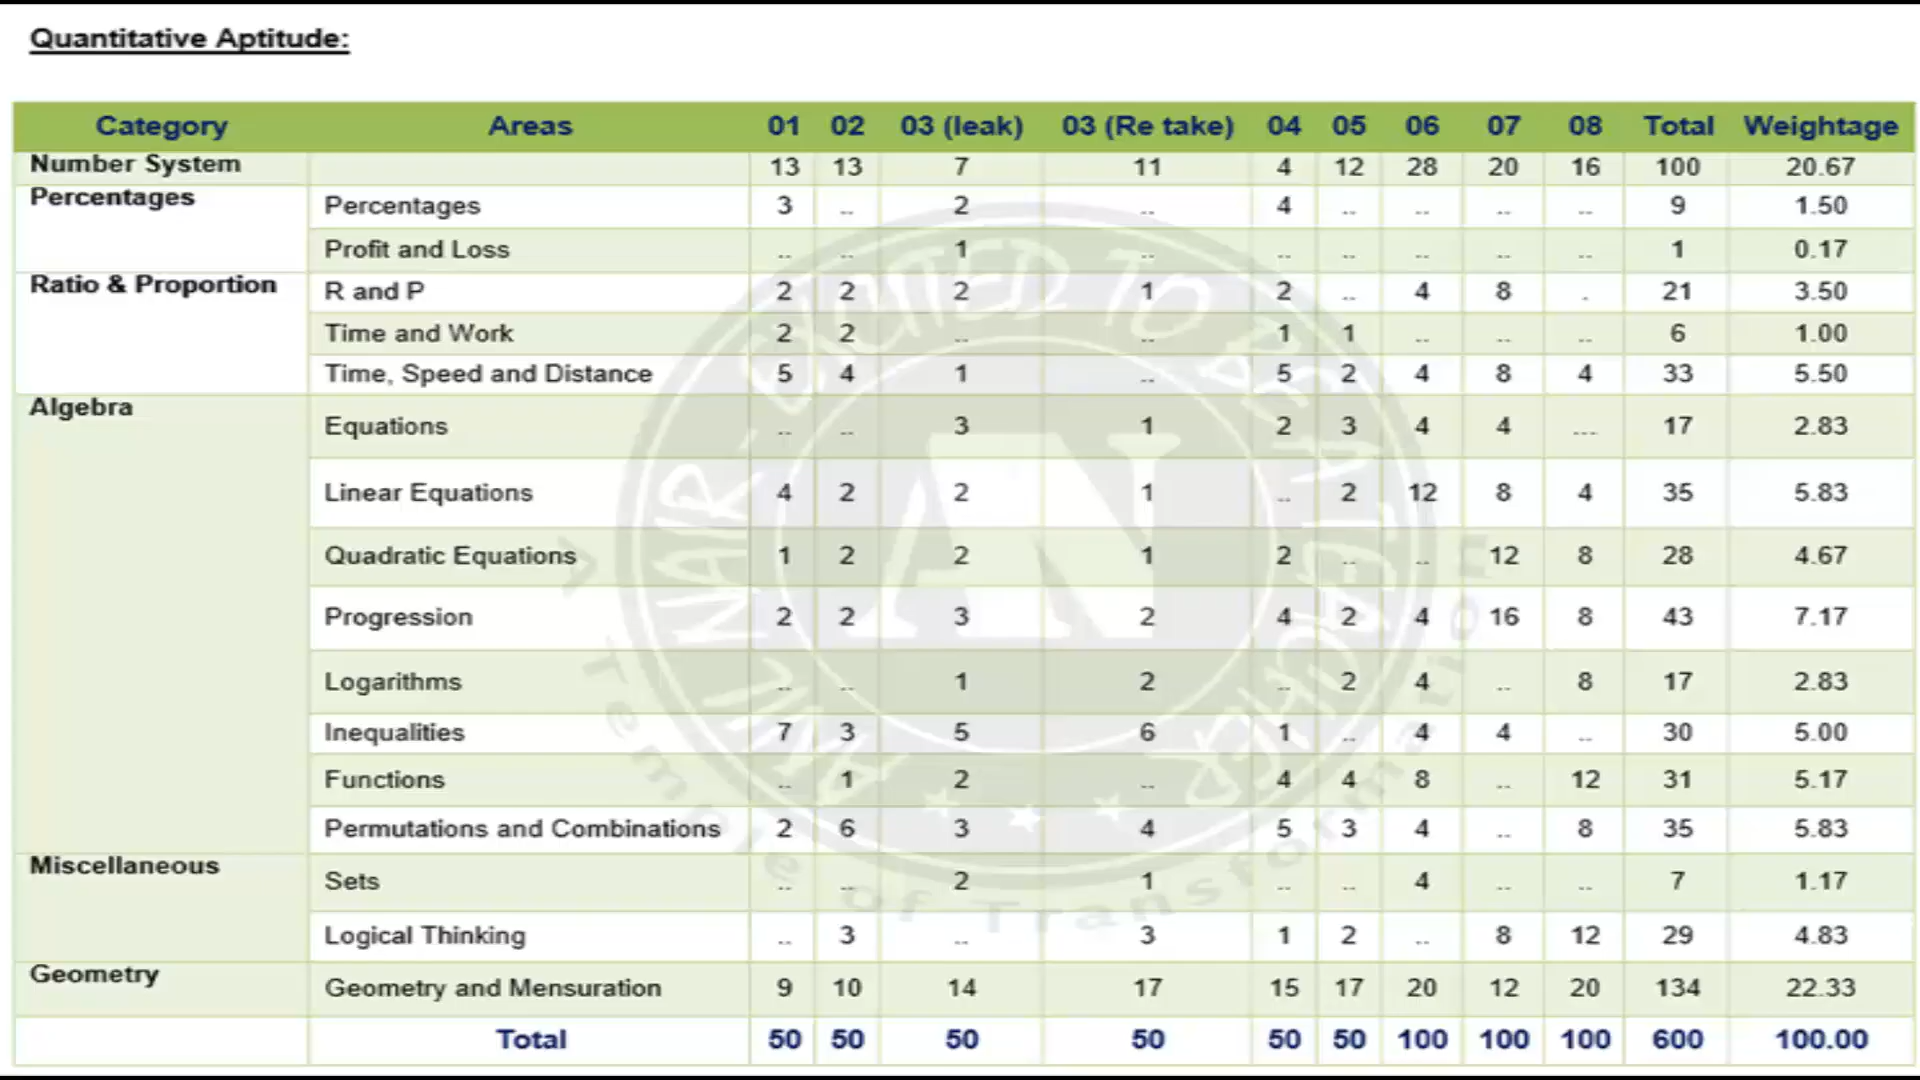 Quantitative Aptitude:
Category Areas 01 02 03 (leak) 03 (Re take) 04 05 06 07 08 Total Weightage
Number System 13 13 7 11 4 12 28 20 16 100 20.67
Percentages Percentages 3 .. 2 .. 4 .. .. .. .. 9 1.50
Profit and Loss .. .. 1 .. .. .. .. .. .. 1 0.17
Ratio & Proportion R and P 2 2 2 1 2 .. 4 8 . 21 3.50
Time and Work 2 2 .. .. 1 1 .. .. .. 6 1.00
Time, Speed and Distance 5 4 1 .. 5 2 4 8 4 33 5.50
Algebra Equations .. .. 3 1 2 3 4 4 ... 17 2.83
Linear Equations 4 2 2 1 .. 2 12 8 4 35 5.83
Quadratic Equations 1 2 2 1 2 .. .. 12 8 28 4.67
Progression 2 2 3 2 4 2 4 16 8 43 7.17
Logarithms .. .. 1 2 .. 2 4 .. 8 17 2.83
Inequalities 7 3 5 6 1 .. 4 4 .. 30 5.00
Functions .. 1 2 .. 4 4 8 .. 12 31 5.17
Permutations and Combinations 2 6 3 4 5 3 4 .. 8 35 5.83
Miscellaneous Sets .. .. 2 1 .. .. 4 .. .. 7 1.17
Logical Thinking .. 3 .. 3 1 2 .. 8 12 29 4.83
Geometry Geometry and Mensuration 9 10 14 17 15 17 20 12 20 134 22.33
Total 50 50 50 50 50 50 100 100 100 600 100.00
ANIL NAIR - EXCITED TO BE A TEACHER
AN
A Temple of Transformation